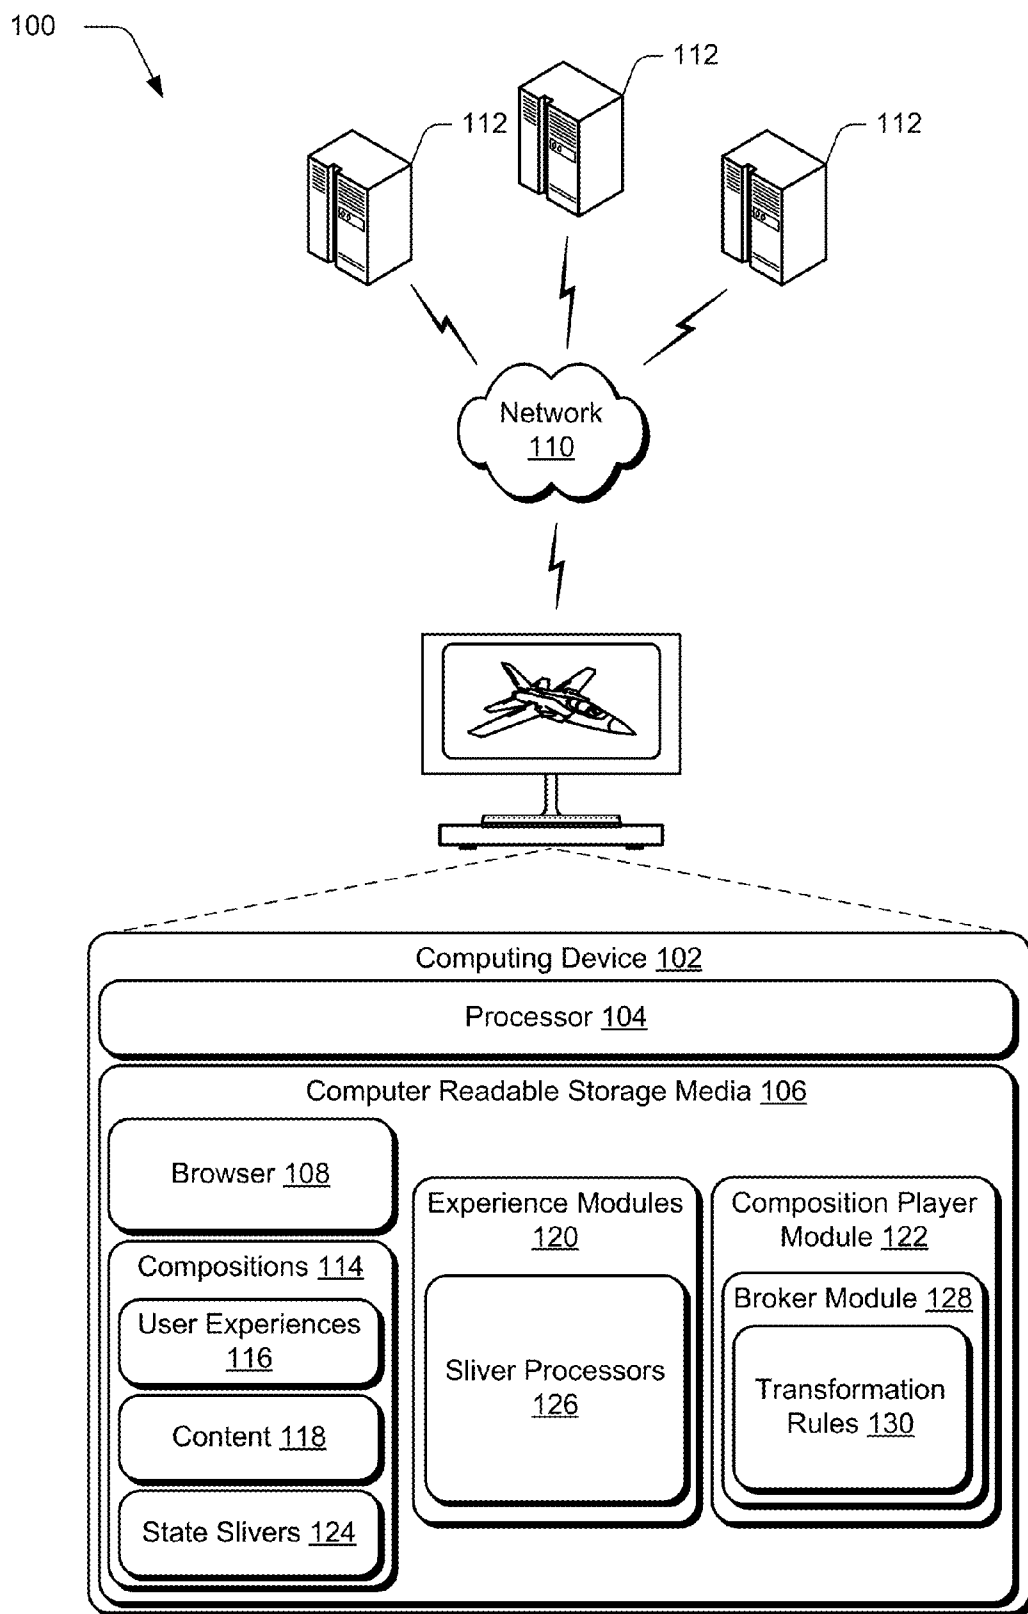 100
112
112
112
Network
110
Computing Device 102
Processor 104
Computer Readable Storage Media 106
Browser 108
Compositions 114
User Experiences
116
Content 118
State Slivers 124
Experience Modules
120
Sliver Processors
126
Composition Player
Module 122
Broker Module 128
Transformation
Rules 130